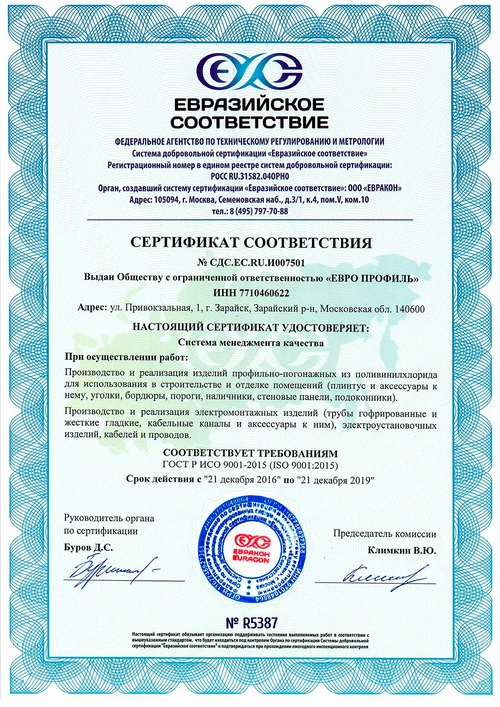 ЕВРАЗИЙСКОЕ
СООТВЕТСТВИЕ
ФЕДЕРАЛЬНОЕ АГЕНТСТВО ПО ТЕХНИЧЕСКОМУ РЕГУЛИРОВАНИЮ И МЕТРОЛОГИИ
Система добровольной сертификации «Евразийское соответствие»
Регистрационный номер в едином реестре систем добровольной сертификации:
РОСС RU.31582.04ОРН0
Орган, создавший систему сертификации «Евразийское соответствие»: ООО «ЕВРАКОН»
Адрес: 105094, г. Москва, Семеновская наб., д.3/1, к.4, пом.V, ком.10
тел.: 8 (495) 797-70-88
СЕРТИФИКАТ СООТВЕТСТВИЯ
№ СДС.ЕС.RU.И007501
Выдан Обществу с ограниченной ответственностью «ЕВРО ПРОФИЛЬ»
ИНН 7710460622
Адрес: ул. Привокзальная, 1, г. Зарайск, Зарайский р-н, Московская обл. 140600
НАСТОЯЩИЙ СЕРТИФИКАТ УДОСТОВЕРЯЕТ:
Система менеджмента качества
При осуществлении работ:
Производство и реализация изделий профильно-погонажных из поливинилхлорида
для использования в строительстве и отделке помещений (плинтус и аксессуары к
нему, уголки, бордюры, пороги, наличники, стеновые панели, подоконники).
Производство и реализация электромонтажных изделий (трубы гофрированные и
жесткие гладкие, кабельные каналы и аксессуары к ним), электроустановочных
изделий, кабелей и проводов.
СООТВЕТСТВУЕТ ТРЕБОВАНИЯМ
ГОСТ Р ИСО 9001-2015 (ISO 9001:2015)
Срок действия с "21 декабря 2016" по "21 декабря 2019"
Руководитель органа
по сертификации
Буров Д.С.
Председатель комиссии
Климкин В.Ю.
ЕВРАКОН
EVRACON
№ R5387
Настоящий сертификат обязывает организацию поддерживать состояние выполняемых работ в соответствии с
вышеуказанным стандартом, что будет находиться под контролем Органа по сертификации Системы добровольной
сертификации "Евразийское соответствие" и подтверждаться при прохождении ежегодного инспекционного контроля